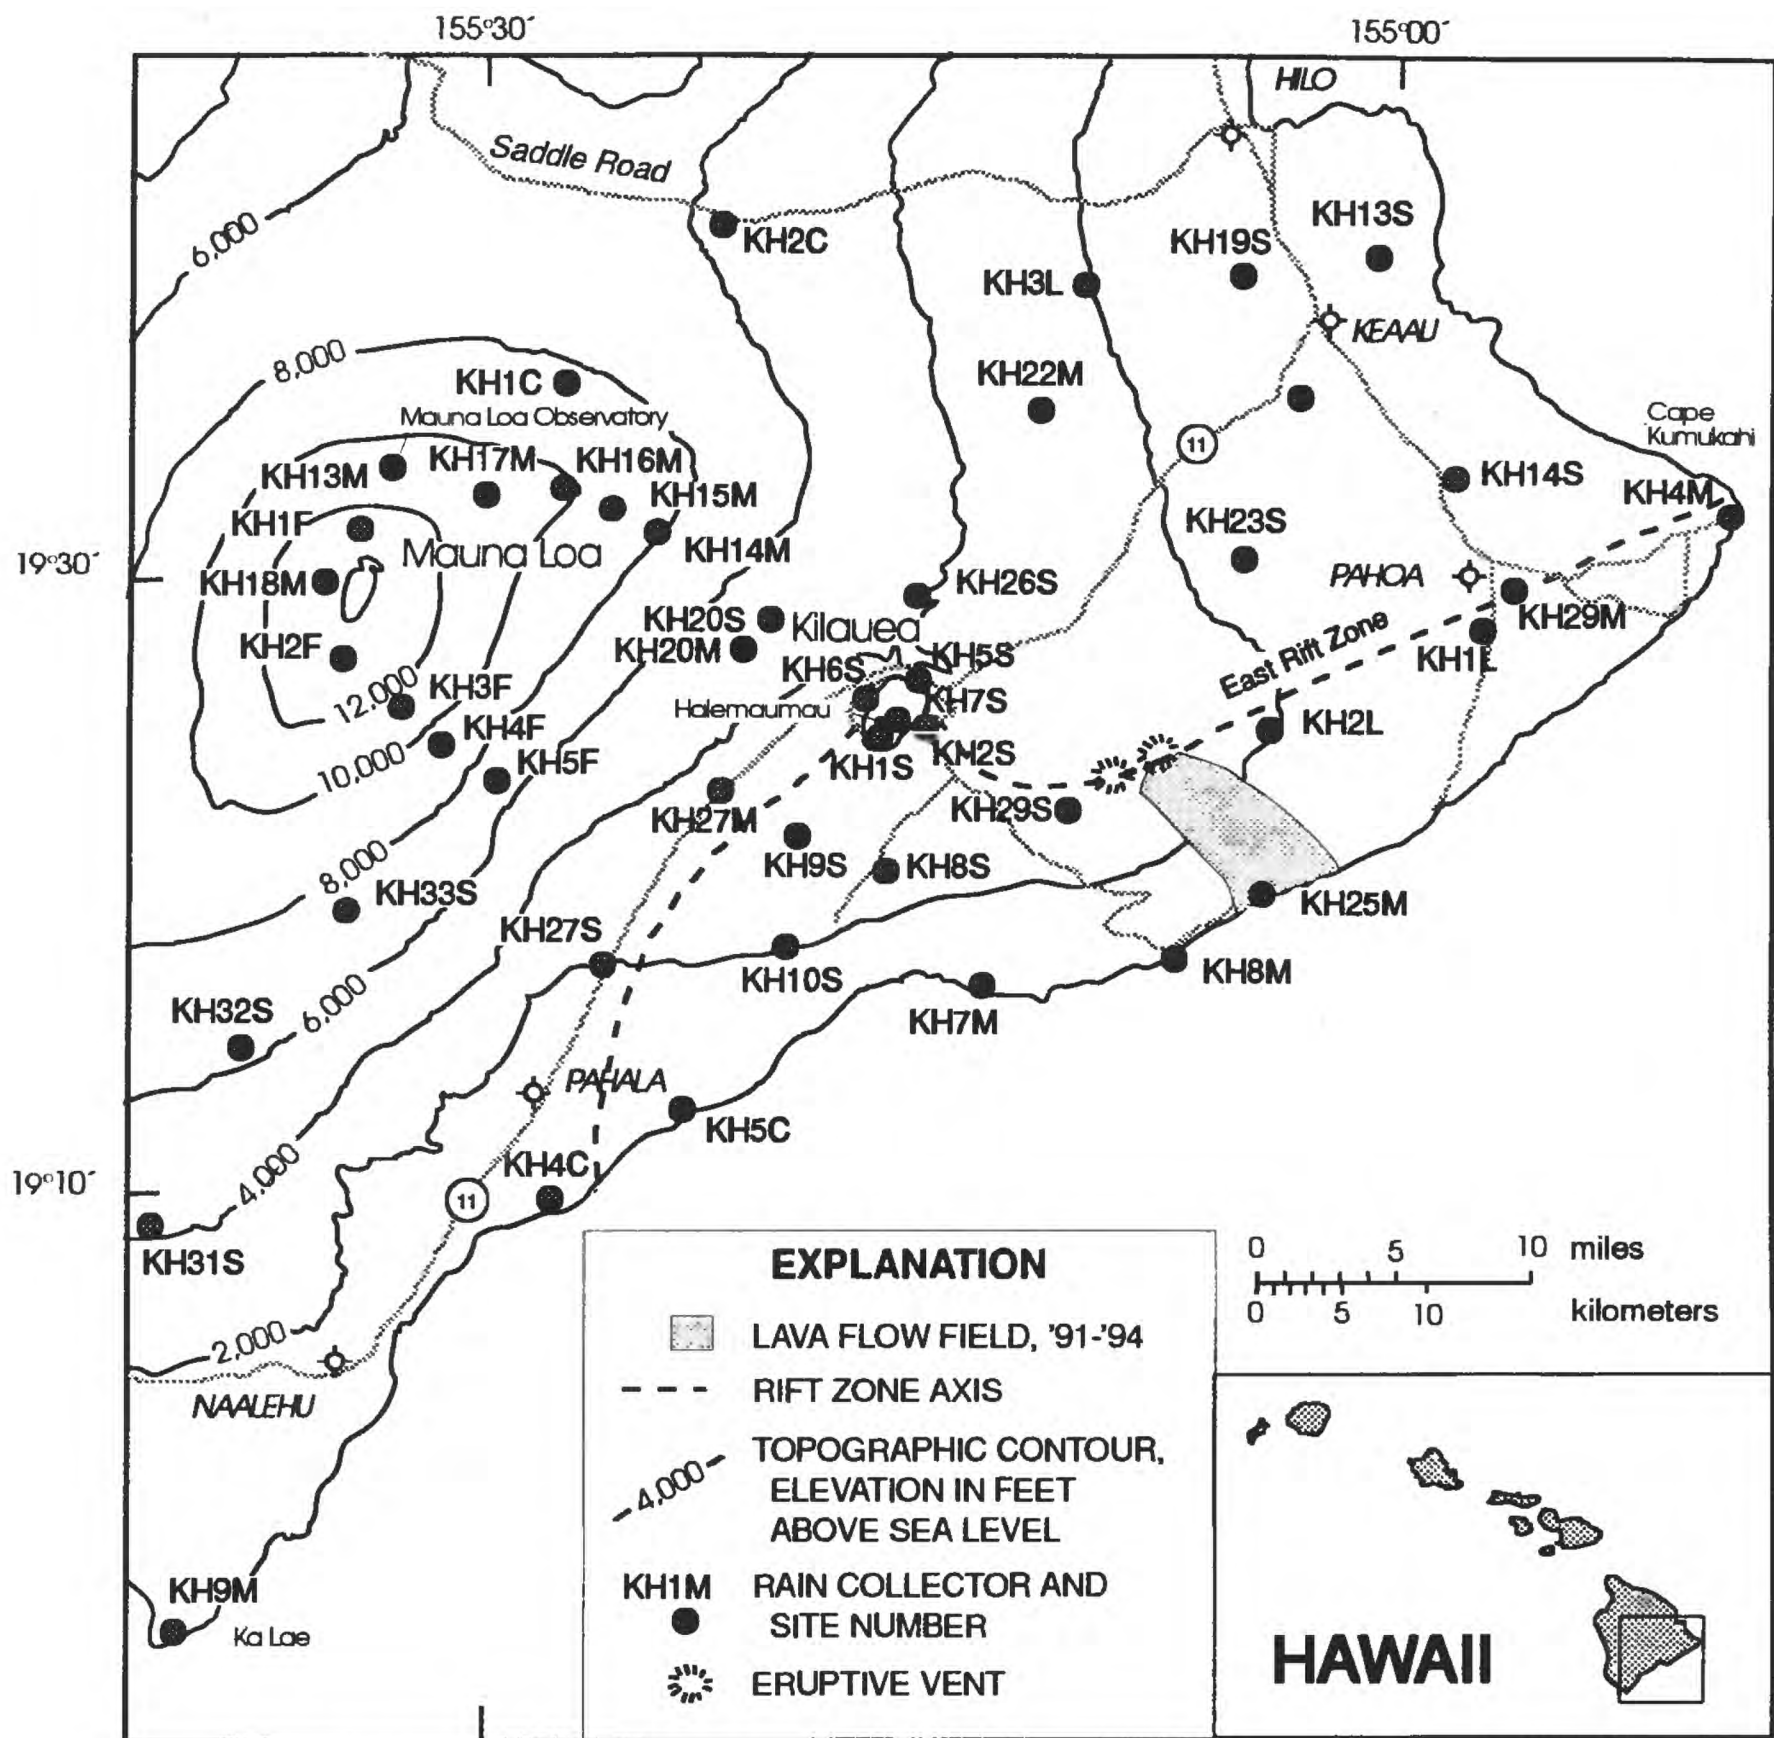 155°30´
155°00´
HILO
Saddle Road
KH2C
KH13S
KH19S
6,000
KH3L
KEAAU
8,000
KH1C
KH22M
Mauna Loa Observatory
Cape
Kumukahi
11
KH13M
KH17M
KH16M
KH15M
KH14S
KH4M
KH1F
KH23S
Mauna Loa
KH14M
19°30´
KH18M
KH26S
PAHOA
KH20S
Kilauea
KH29M
KH2F
KH20M
KH6S
KH5S
KH1L
East Rift Zone
12,000
KH3F
Halemaumau
KH7S
KH4F
KH2L
10,000
KH5F
KH1S
KH2S
KH27M
KH29S
8,000
KH9S
KH8S
KH33S
KH25M
KH27S
KH10S
KH8M
6,000
KH32S
KH7M
PAHALA
KH5C
4,000
KH4C
19°10´
11
KH31S
2,000
NAALEHU
KH9M
Ka Lae
EXPLANATION
LAVA FLOW FIELD, '91-'94
RIFT ZONE AXIS
4,000
TOPOGRAPHIC CONTOUR,
ELEVATION IN FEET
ABOVE SEA LEVEL
KH1M
RAIN COLLECTOR AND
SITE NUMBER
ERUPTIVE VENT
0 5 10 miles
0 5 10 kilometers
HAWAII